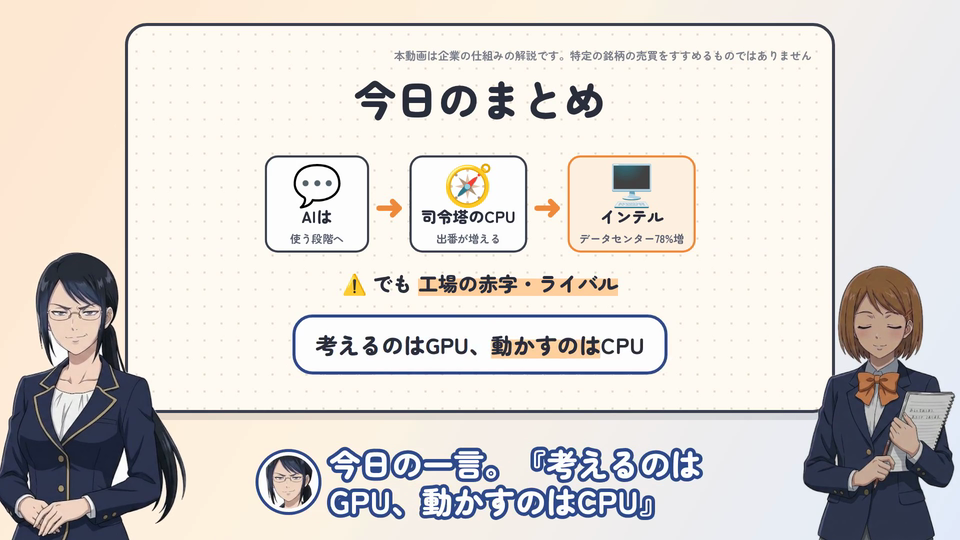 本動画は企業の仕組みの解説です。特定の銘柄の売買をすすめるものではありません
今日のまとめ
AIは
使う段階へ
司令塔のCPU
出番が増える
インテル
データセンター78%増
でも 工場の赤字・ライバル
考えるのはGPU、動かすのはCPU
今日の一言。『考えるのは
GPU、動かすのはCPU』